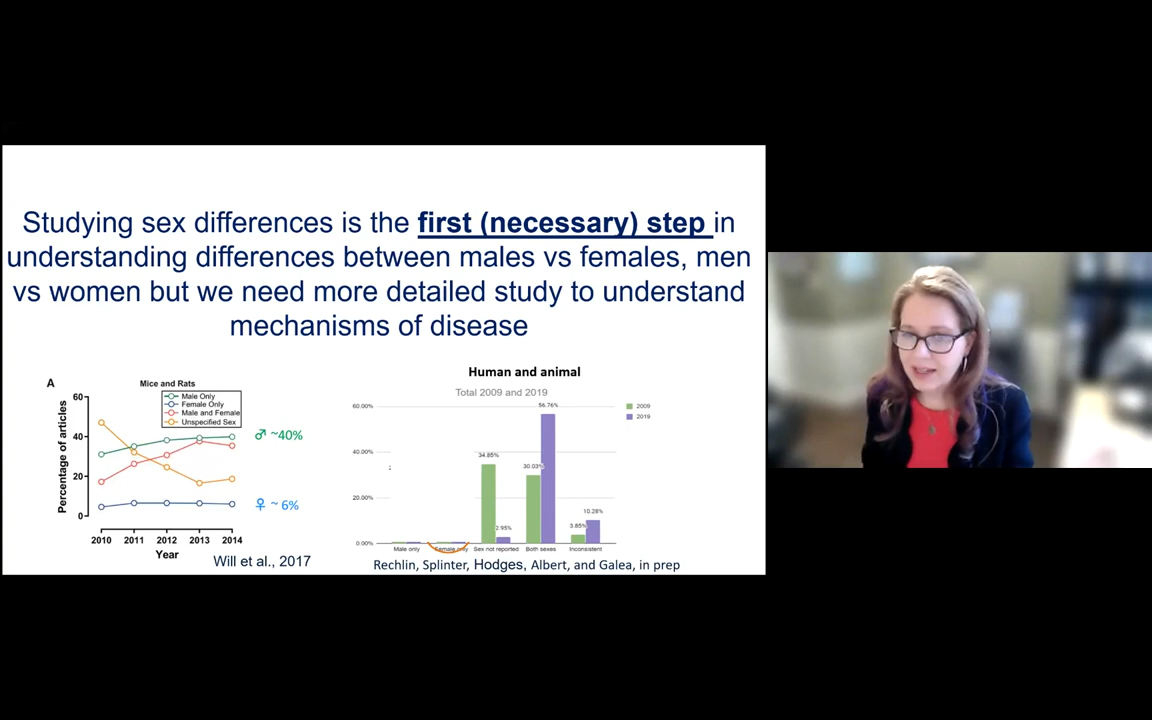 Studying sex differences is the first (necessary) step in
understanding differences between males vs females, men
vs women but we need more detailed study to understand
mechanisms of disease
A
Mice and Rats
Male Only
Female Only
Male and Female
Unspecified Sex
Percentage of articles
60
40
20
0
2010 2011 2012 2013 2014
Year
♂ ~40%
♀ ~ 6%
Will et al., 2017
Human and animal
Total 2009 and 2019
2009
2019
60.00%
40.00%
20.00%
0.00%
34.85%
2.95%
30.03%
56.76%
3.85%
10.28%
Male only Female only Sex not reported Both sexes Inconsistent
Rechlin, Splinter, Hodges, Albert, and Galea, in prep